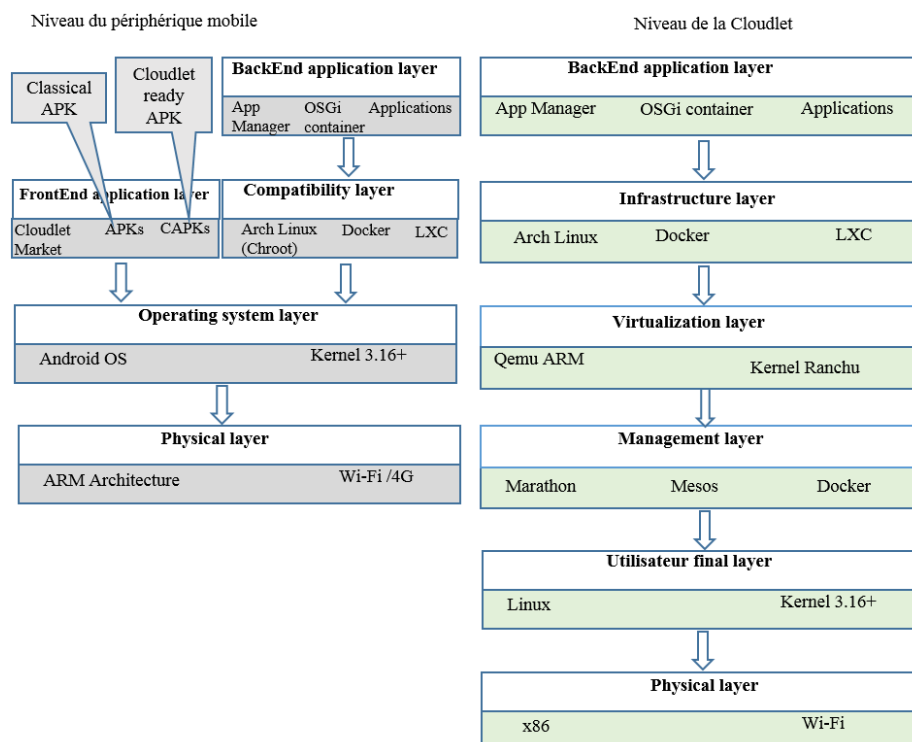 Niveau du périphérique mobile
Classical
APK
Cloudlet
ready
APK
BackEnd application layer
App
Manager
OSGi
container
Applications
FrontEnd application layer
Cloudlet
Market
APKs
CAPKs
Compatibility layer
Arch Linux
(Chroot)
Docker
LXC
Operating system layer
Android OS
Kernel 3.16+
Physical layer
ARM Architecture
Wi-Fi /4G
Niveau de la Cloudlet
BackEnd application layer
App Manager
OSGi container
Applications
Infrastructure layer
Arch Linux
Docker
LXC
Virtualization layer
Qemu ARM
Kernel Ranchu
Management layer
Marathon
Mesos
Docker
Utilisateur final layer
Linux
Kernel 3.16+
Physical layer
x86
Wi-Fi